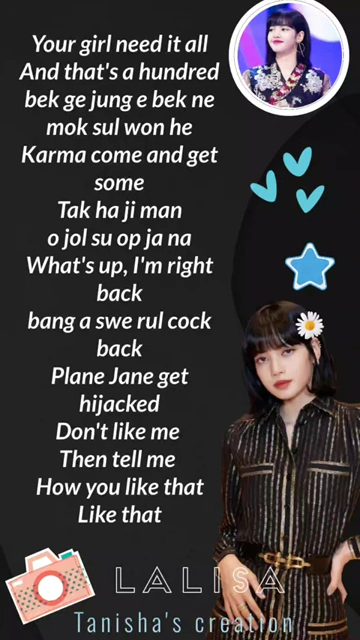 Your girl need it all
And that's a hundred
bek ge jung e bek ne
mok sul won he
Karma come and get
some
Tak ha ji man
o jol su op ja na
What's up, I'm right
back
bang a swe rul cock
back
Plane Jane get
hijacked
Don't like me
Then tell me
How you like that
Like that
LALISA
Tanisha's creation